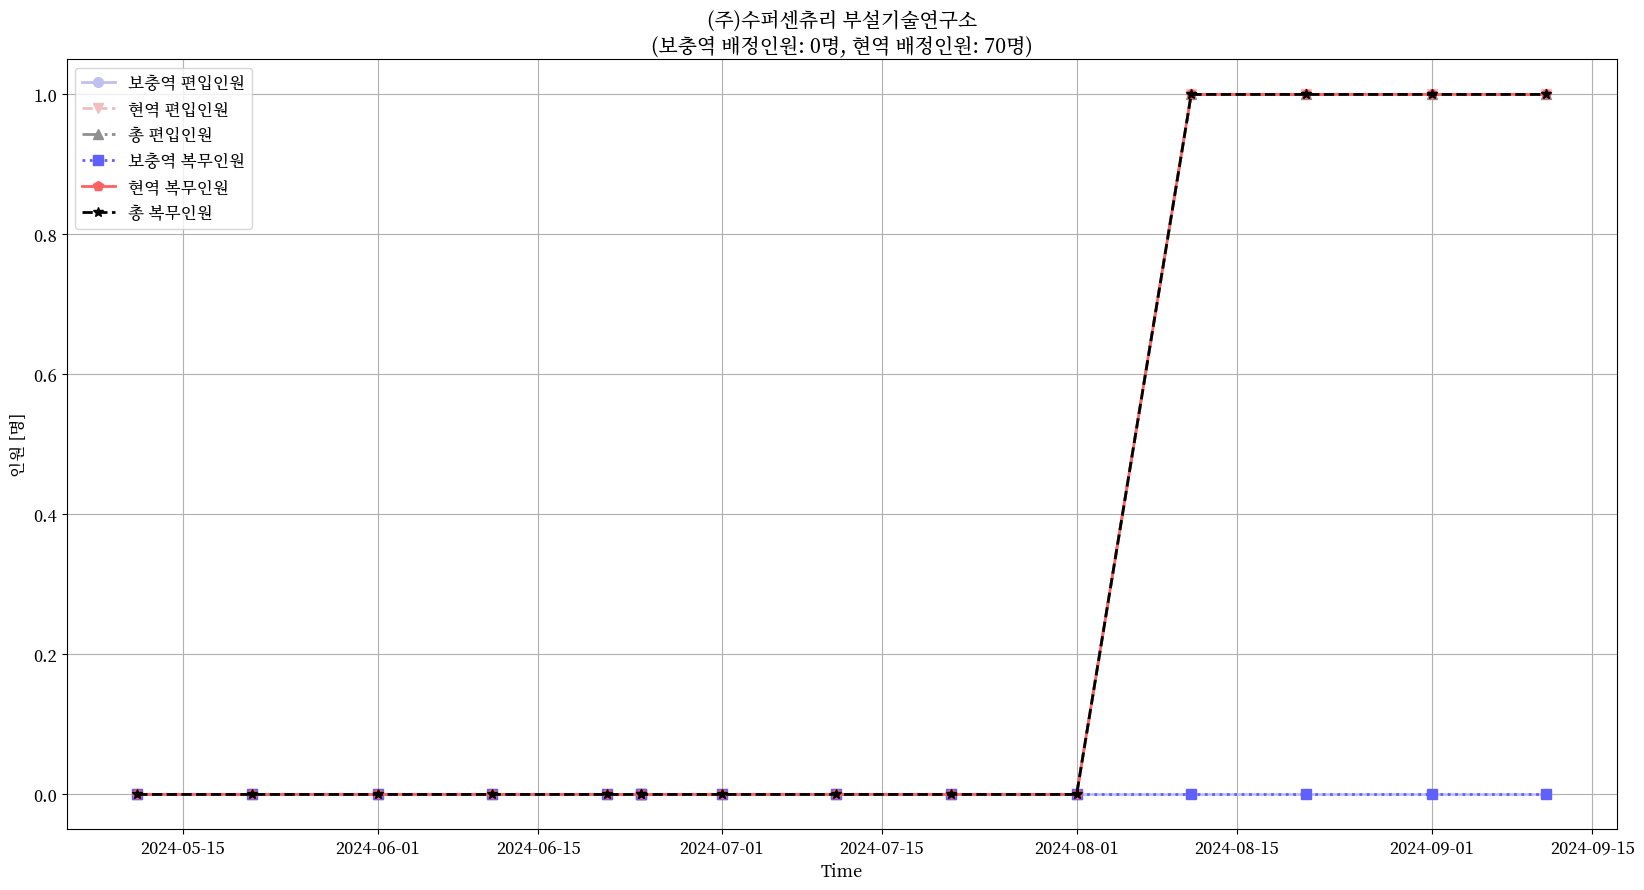 (주)수퍼센츄리 부설기술연구소
(보충역 배정인원: 0명, 현역 배정인원: 70명)
보충역 편입인원
현역 편입인원
총 편입인원
보충역 복무인원
현역 복무인원
총 복무인원
1.0
0.8
0.6
0.4
0.2
0.0
인원 [명]
2024-05-15
2024-06-01
2024-06-15
2024-07-01
2024-07-15
2024-08-01
2024-08-15
2024-09-01
2024-09-15
Time